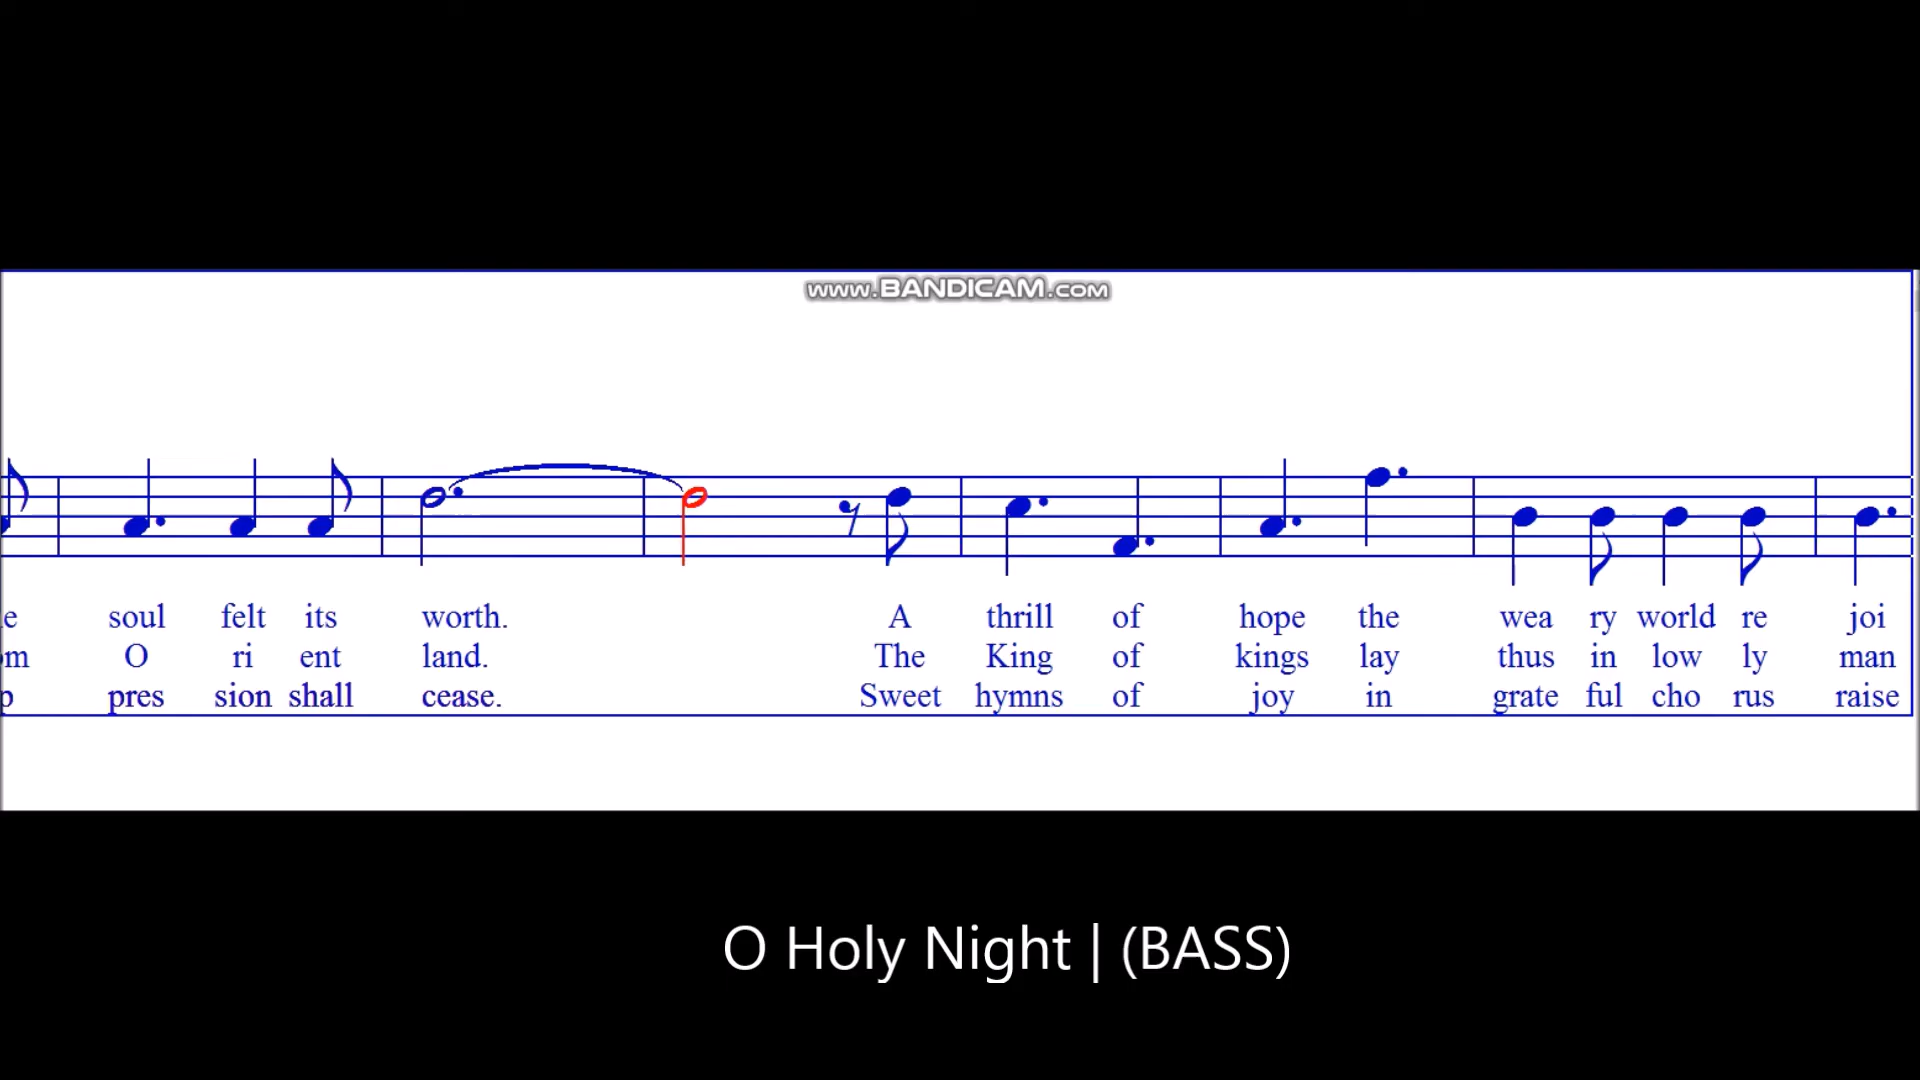 www.BANDICAM.com
e soul felt its worth. A thrill of hope the wea ry world re joi
om O ri ent land. The King of kings lay thus in low ly man
p pres sion shall cease. Sweet hymns of joy in grate ful cho rus raise
O Holy Night | (BASS)